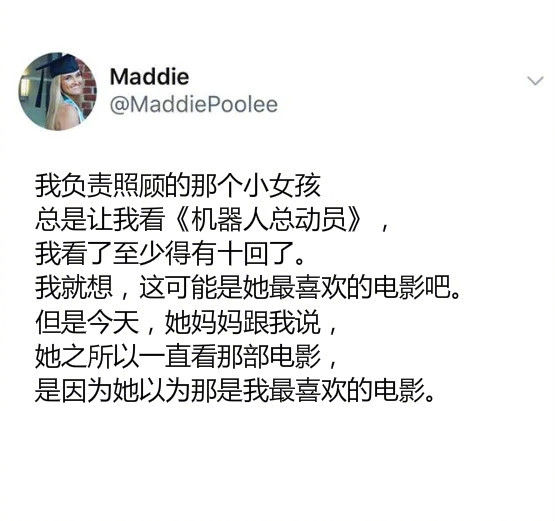 Maddie
@MaddiePoolee
我负责照顾的那个小女孩
总是让我看《机器人总动员》，
我看了至少得有十回了。
我就想，这可能是她最喜欢的电影吧。
但是今天，她妈妈跟我说，
她之所以一直看那部电影，
是因为她以为那是我最喜欢的电影。